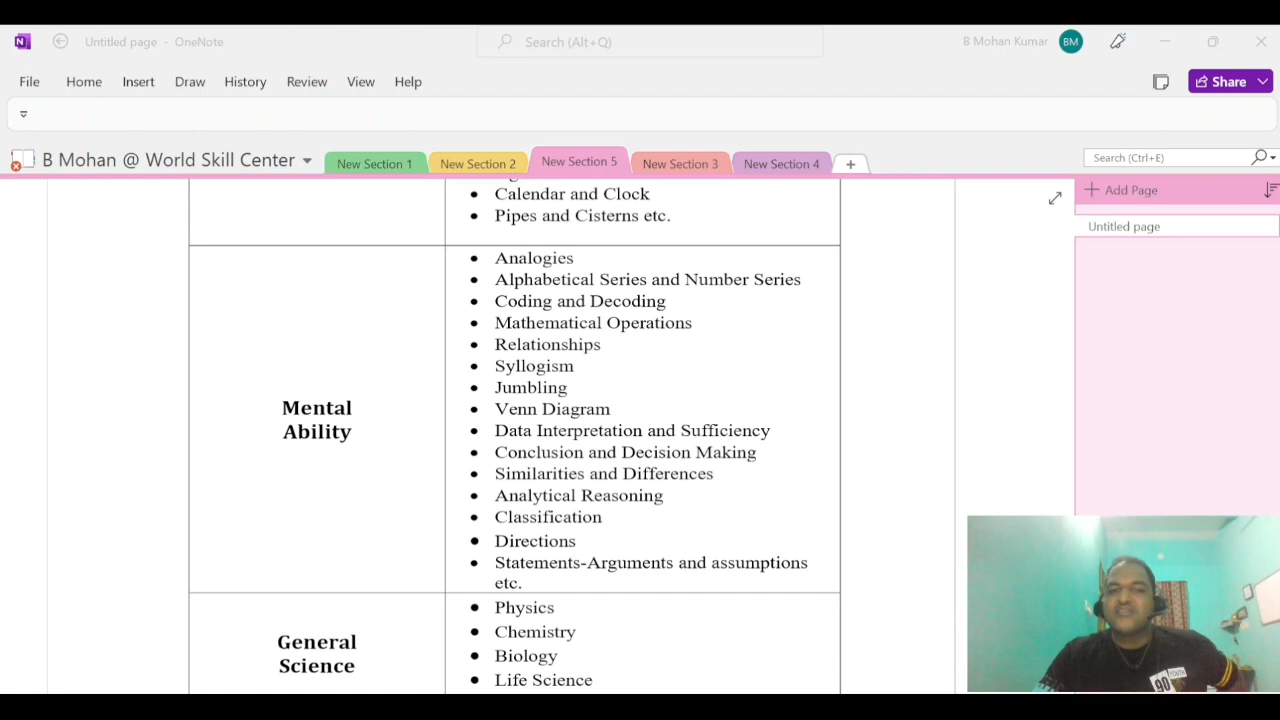 Untitled page - OneNote
Search (Alt+Q)
B Mohan Kumar
BM
File Home Insert Draw History Review View Help
Share
B Mohan @ World Skill Center
New Section 1
New Section 2
New Section 5
New Section 3
New Section 4
Search (Ctrl+E)
Add Page
Untitled page
• Calendar and Clock
• Pipes and Cisterns etc.
Mental
Ability
• Analogies
• Alphabetical Series and Number Series
• Coding and Decoding
• Mathematical Operations
• Relationships
• Syllogism
• Jumbling
• Venn Diagram
• Data Interpretation and Sufficiency
• Conclusion and Decision Making
• Similarities and Differences
• Analytical Reasoning
• Classification
• Directions
• Statements-Arguments and assumptions
etc.
General
Science
• Physics
• Chemistry
• Biology
• Life Science
90
YOUTH